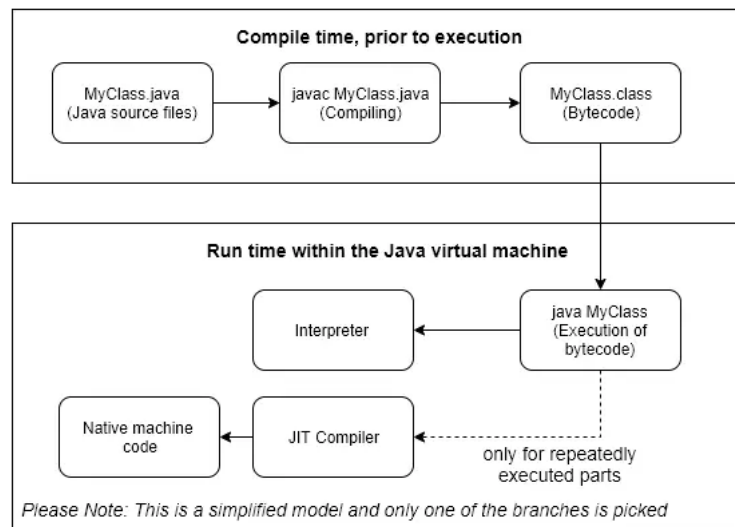 Compile time, prior to execution
MyClass.java
(Java source files)
javac MyClass.java
(Compiling)
MyClass.class
(Bytecode)
Run time within the Java virtual machine
Interpreter
java MyClass
(Execution of
bytecode)
Native machine
code
JIT Compiler
only for repeatedly
executed parts
Please Note: This is a simplified model and only one of the branches is picked